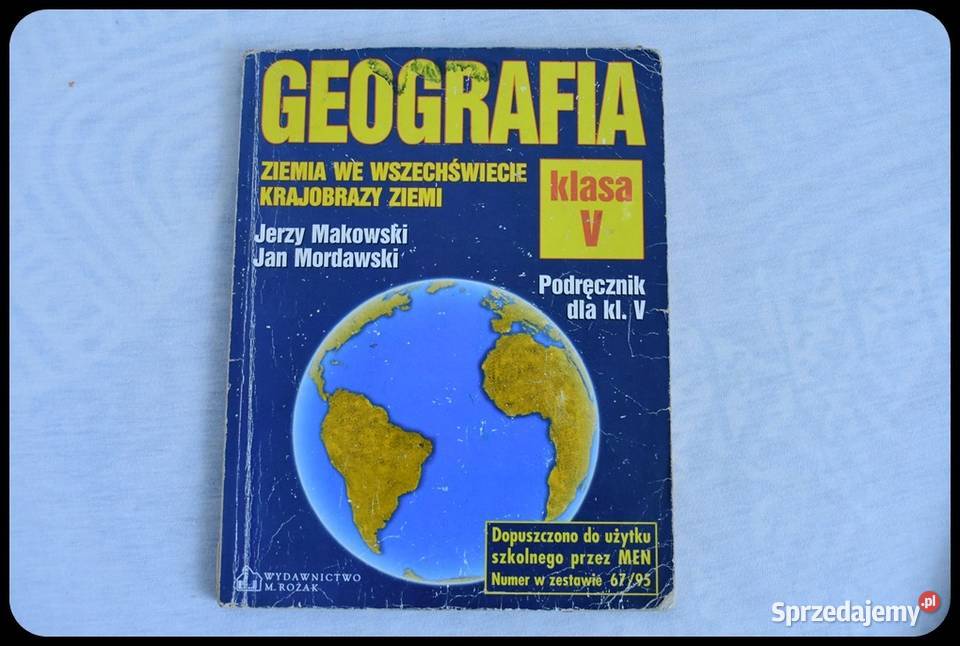 GEOGRAFIA
ZIEMIA WE WSZECHŚWIECIE
KRAJOBRAZY ZIEMI
klasa
V
Jerzy Makowski
Jan Mordawski
Podręcznik
dla kl. V
Dopuszczono do użytku
szkolnego przez MEN
Numer w zestawie 67/95
WYDAWNICTWO
M. ROŻAK
Sprzedajemy.pl